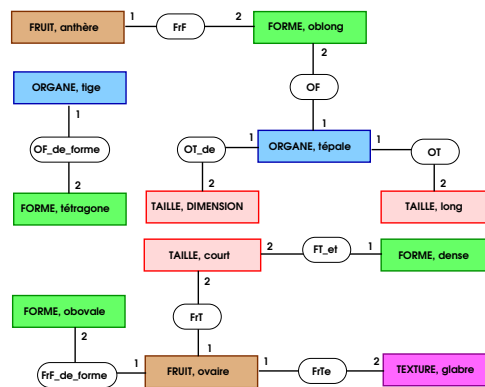 FRUIT, anthère
1
FrF
2
FORME, oblong
2
OF
1
ORGANE, tige
1
OF_de_forme
2
FORME, tétragone
OT_de
1
ORGANE, tépale
1
OT
2
TAILLE, DIMENSION
2
TAILLE, long
TAILLE, court
2
FT_et
1
FORME, dense
2
FrT
1
FORME, obovale
2
FrF_de_forme
1
FRUIT, ovaire
1
FrTe
2
TEXTURE, glabre